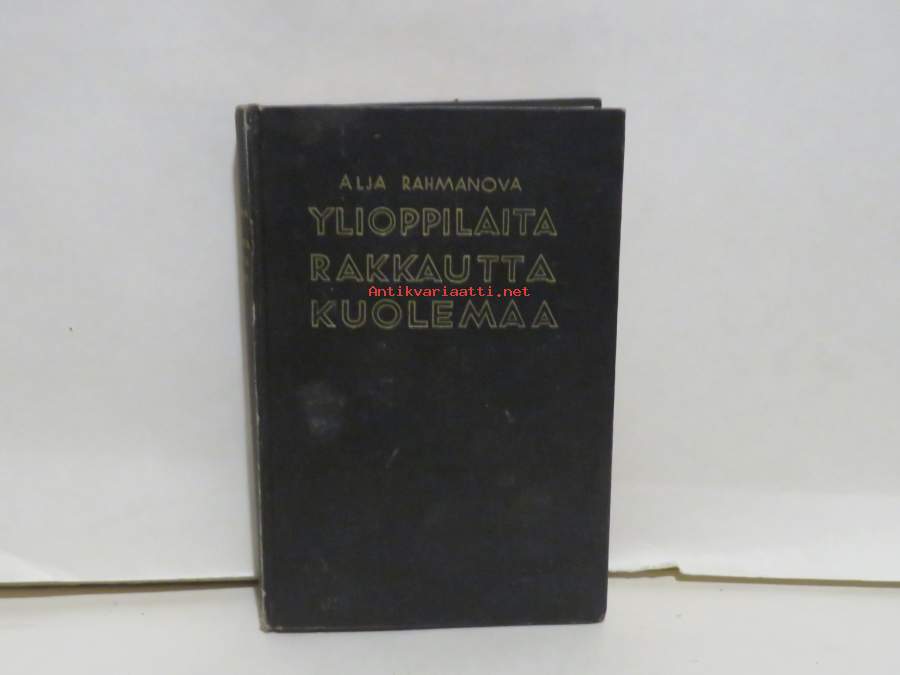 ALJA RAHMANOVA
YLIOPPILAITA
RAKKAUTTA
Antikvariaatti.net
KUOLEMAA